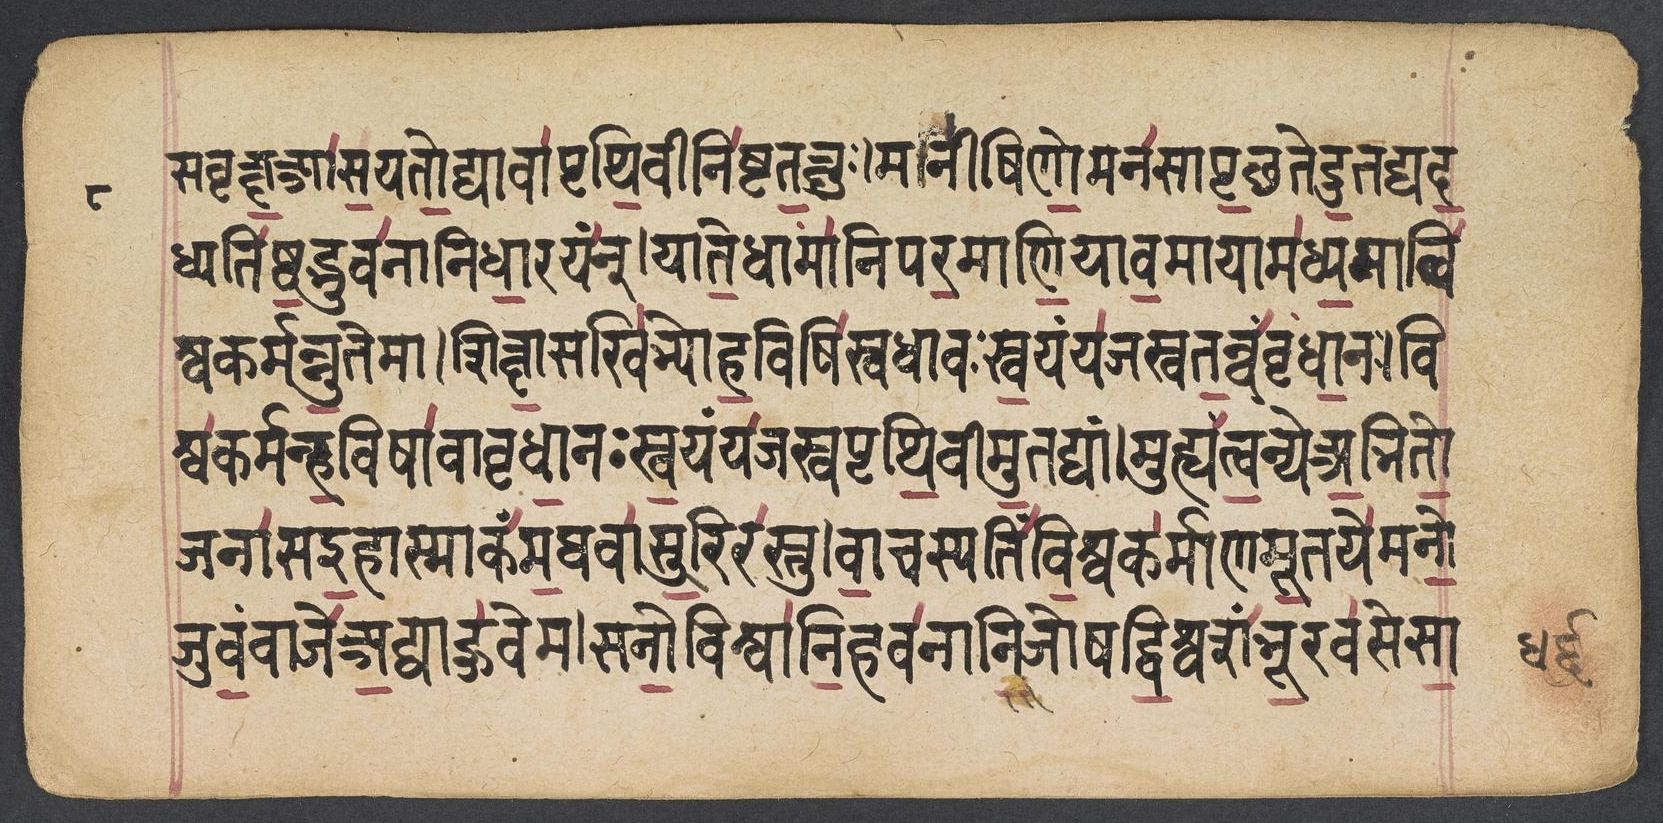 ८
सवृक्षआसयतोद्यावापृथिवीनिष्टतक्षुः।मनीषिणोमनसापृछतेदुतद्यद
ध्यतिष्ठद्भुवनानिधारयन्।यातेधामानिपरमाणियावमायामध्यमावि
श्वकर्मन्नुतेमा।शिक्षासखिभ्योहविषिस्वधावःस्वयंयजस्वतन्वंवृधानः।वि
श्वकर्मन्हविषावावृधानःस्वयंयजस्वपृथिवीमुतद्यां।मुह्यंत्वन्येअभितो
जनासइहास्माकंमघवासूरिरस्तु।वाचस्पतिंविश्वकर्माणमूतयेमनो
जुवंवाजेअद्याहुवेम।सनोविश्वानिहवनानिजोषद्विश्वशंभूरवसेसा